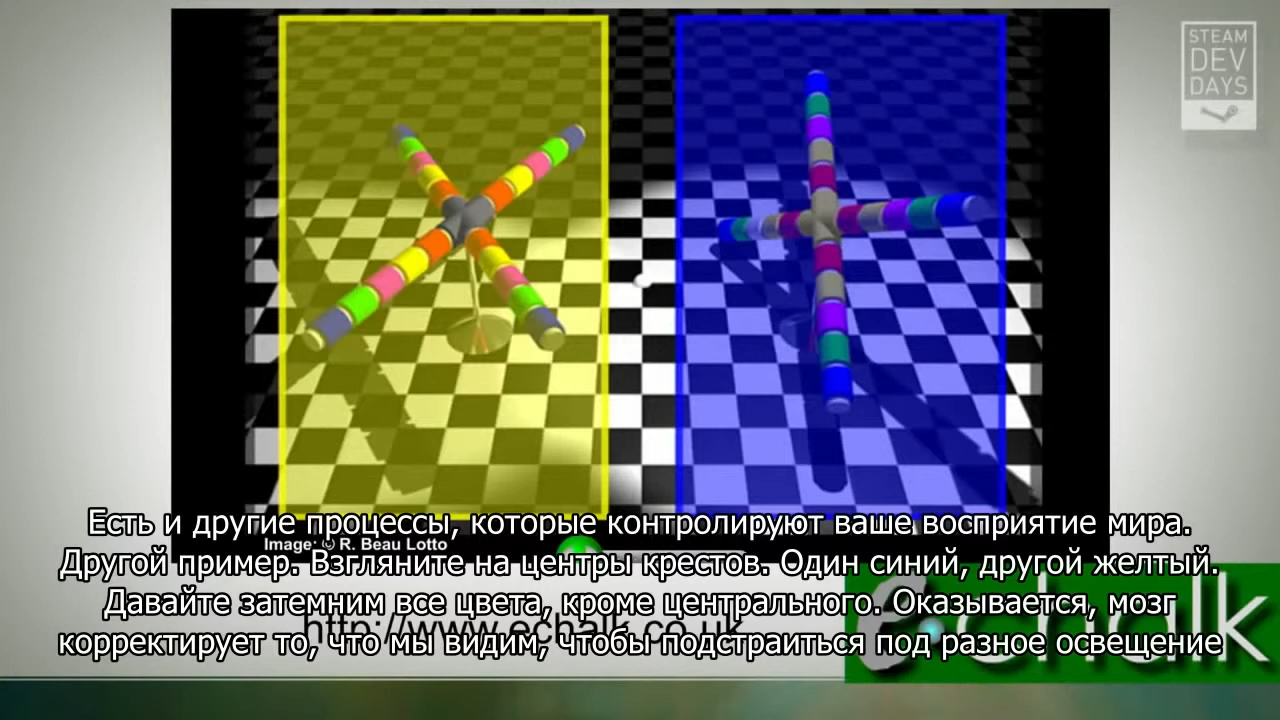 STEAM
DEV
DAYS
Есть и другие процессы, которые контролируют ваше восприятие мира.
Image: © R. Beau Lotto
Другой пример. Взгляните на центры крестов. Один синий, другой желтый.
Давайте затемним все цвета, кроме центрального. Оказывается, мозг
http://www.echalk.co.uk
корректирует то, что мы видим, чтобы подстраиться под разное освещение
e-chalk